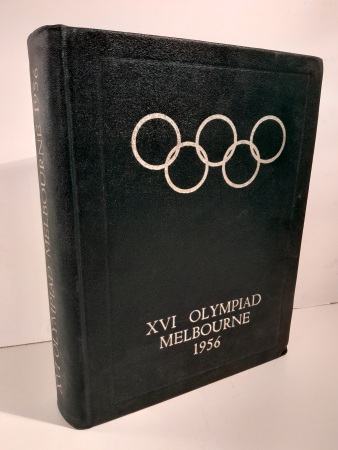 XVI OLYMPIAD
MELBOURNE
1956
XVI OLYMPIAD MELBOURNE 1956